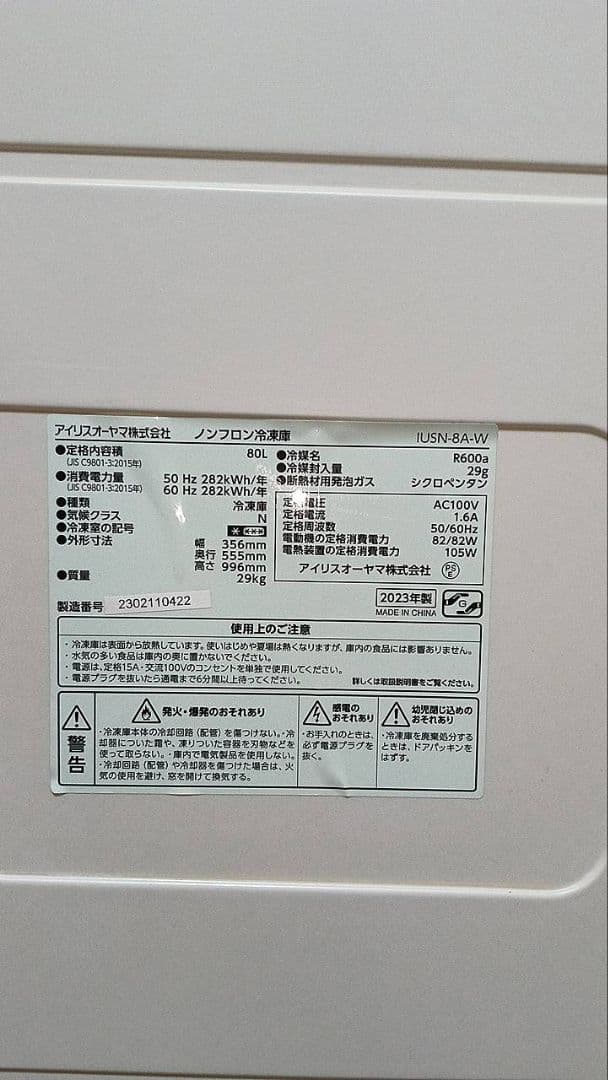 アイリスオーヤマ株式会社 ノンフロン冷凍庫 IUSN-8A-W
●定格内容積 80L
(JIS C9801-3:2015年)
●消費電力量 50 Hz 282kWh/年
(JIS C9801-3:2015年) 60 Hz 282kWh/年
●種類 冷凍庫
●気候クラス N
●冷凍室の記号
●外形寸法 幅 356mm
奥行 555mm
高さ 996mm
●質量 29kg
製造番号 2302110422
●冷媒名 R600a
●冷媒封入量 29g
●断熱材用発泡ガス シクロペンタン
定格電圧 AC100V
定格電流 1.6A
定格周波数 50/60Hz
電動機の定格消費電力 82/82W
電熱装置の定格消費電力 105W
アイリスオーヤマ株式会社 PSE
2023年製
MADE IN CHINA
G
使用上のご注意
・冷凍庫は表面から放熱しています。使いはじめや夏場は熱くなりますが、庫内の食品には影響ありません。
・水気の多い食品は庫内の奥に置かないでください。
・電源は、定格15A・交流100Vのコンセントを単独で使用してください。
・電源プラグを抜いたら通電まで6分間以上待ってください。 詳しくは取扱説明書をご覧ください。
警告
発火・爆発のおそれあり
・冷凍庫本体の冷却回路(配管)を傷つけない。・冷
却器についた霜や、凍りついた容器を刃物などを
使って取らない。・庫内で電気製品を使用しない。
・冷却回路(配管)や冷却器を傷つけた場合は、火
気の使用を避け、窓を開けて換気する。
感電の
おそれあり
・お手入れのときは、
必ず電源プラグを
抜く。
幼児閉じ込めの
おそれあり
・冷凍庫を廃棄処分する
ときは、ドアパッキンを
はずす。